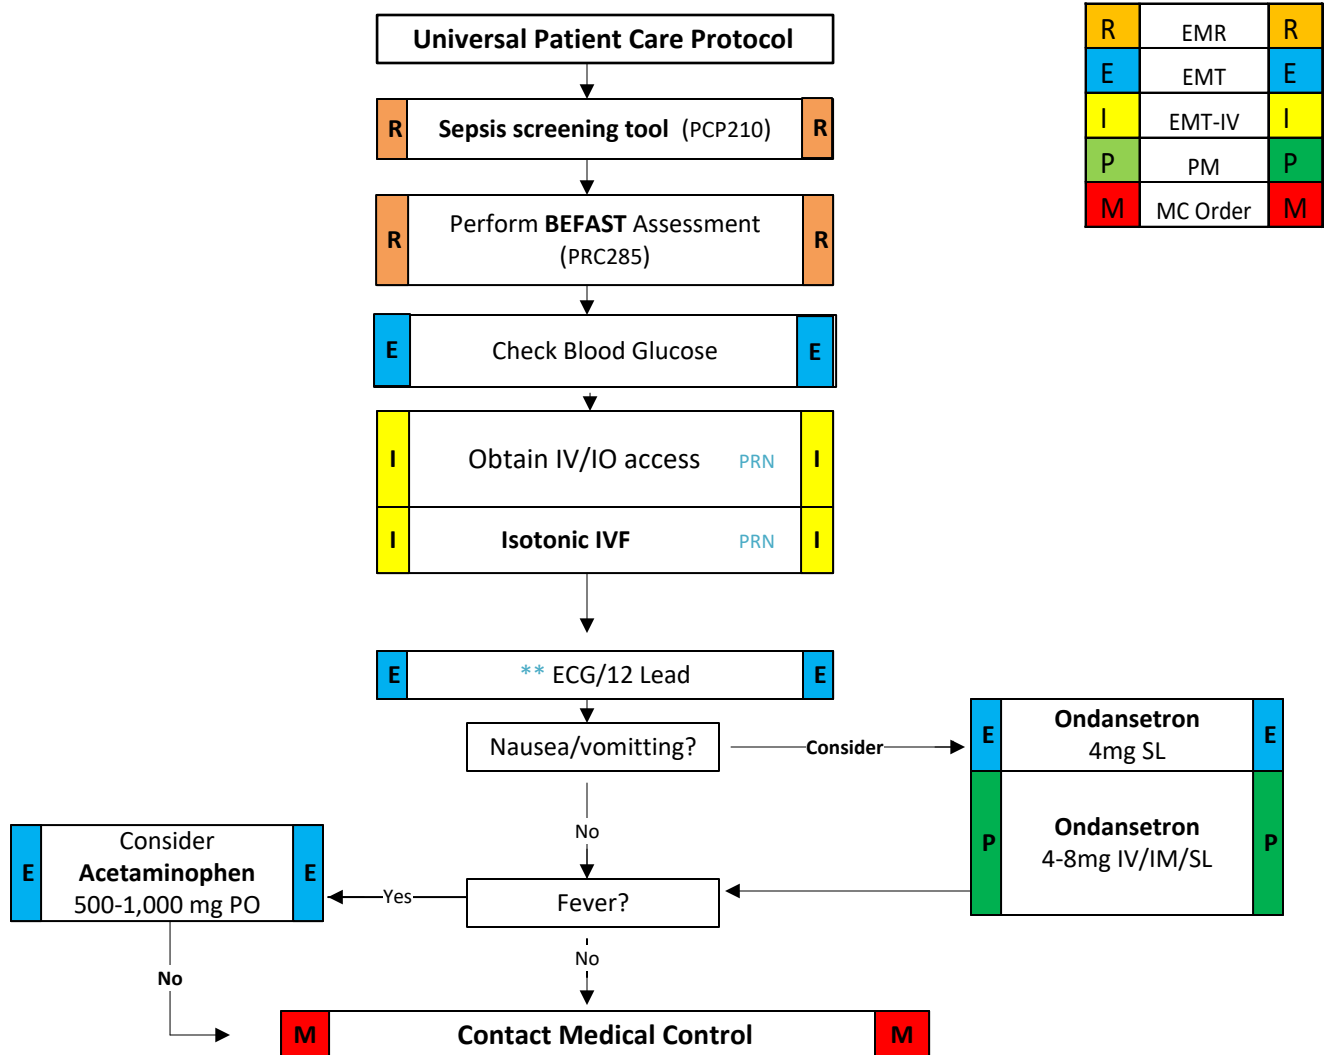 Universal Patient Care Protocol
R EMR R
E EMT E
I EMT-IV I
P PM P
M MC Order M
R Sepsis screening tool (PCP210) R
R Perform BEFAST Assessment R
(PRC285)
E Check Blood Glucose E
I Obtain IV/IO access PRN I
I Isotonic IVF PRN I
E ** ECG/12 Lead E
Nausea/vomitting?
Consider
E Ondansetron E
4mg SL
P Ondansetron P
4-8mg IV/IM/SL
No
E Consider E
Acetaminophen
500-1,000 mg PO
Yes
Fever?
No
No
M Contact Medical Control M